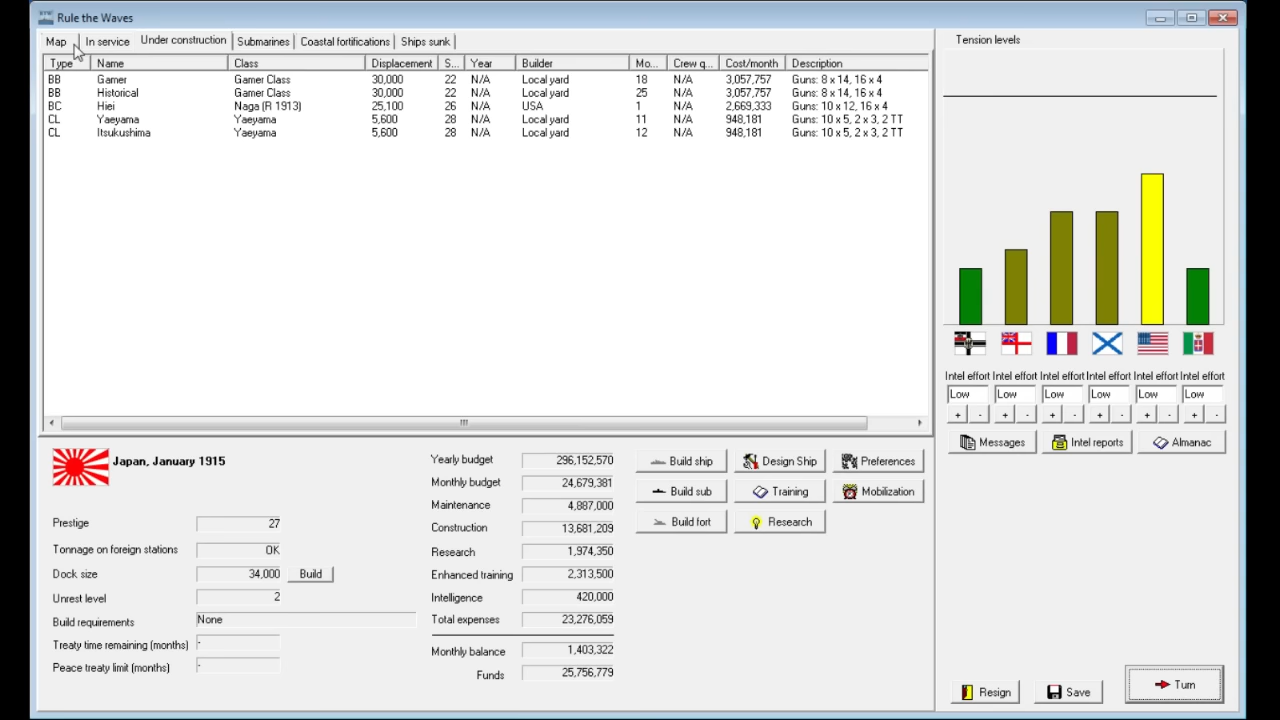 Rule the Waves
Map In service Under construction Submarines Coastal fortifications Ships sunk
Tension levels
Type Name Class Displacement S... Year Builder Mo... Crew q... Cost/month Description
BB Gamer Gamer Class 30,000 22 N/A Local yard 18 N/A 3,057,757 Guns: 8 x 14, 16 x 4
BB Historical Gamer Class 30,000 22 N/A Local yard 25 N/A 3,057,757 Guns: 8 x 14, 16 x 4
BC Hiei Naga (R 1913) 25,100 26 N/A USA 1 N/A 2,669,333 Guns: 10 x 12, 16 x 4
CL Yaeyama Yaeyama 5,600 28 N/A Local yard 11 N/A 948,181 Guns: 10 x 5, 2 x 3, 2 TT
CL Itsukushima Yaeyama 5,600 28 N/A Local yard 12 N/A 948,181 Guns: 10 x 5, 2 x 3, 2 TT
Intel effort Intel effort Intel effort Intel effort Intel effort Intel effort
Low Low Low Low Low Low
+ - + - + - + - + - + -
Messages Intel reports Almanac
Japan, January 1915
Prestige 27
Tonnage on foreign stations OK
Dock size 34,000 Build
Unrest level 2
Build requirements None
Treaty time remaining (months) -
Peace treaty limit (months) -
Yearly budget 296,152,570
Monthly budget 24,679,381
Maintenance 4,887,000
Construction 13,681,209
Research 1,974,350
Enhanced training 2,313,500
Intelligence 420,000
Total expenses 23,276,059
Monthly balance 1,403,322
Funds 25,756,779
Build ship Design Ship Preferences
Build sub Training Mobilization
Build fort Research
Resign Save Turn